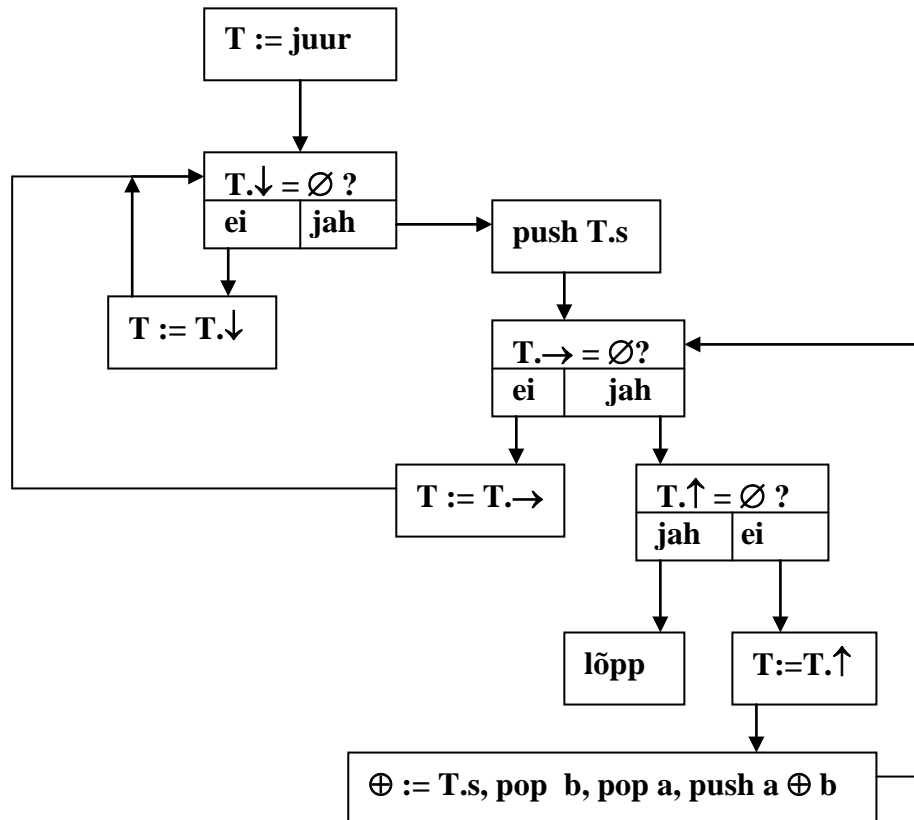 T := juur
T.↓ = ∅ ?
ei jah
push T.s
T := T.↓
T.→ = ∅?
ei jah
T := T.→
T.↑ = ∅ ?
jah ei
lõpp
T:=T.↑
⊕ := T.s, pop b, pop a, push a ⊕ b